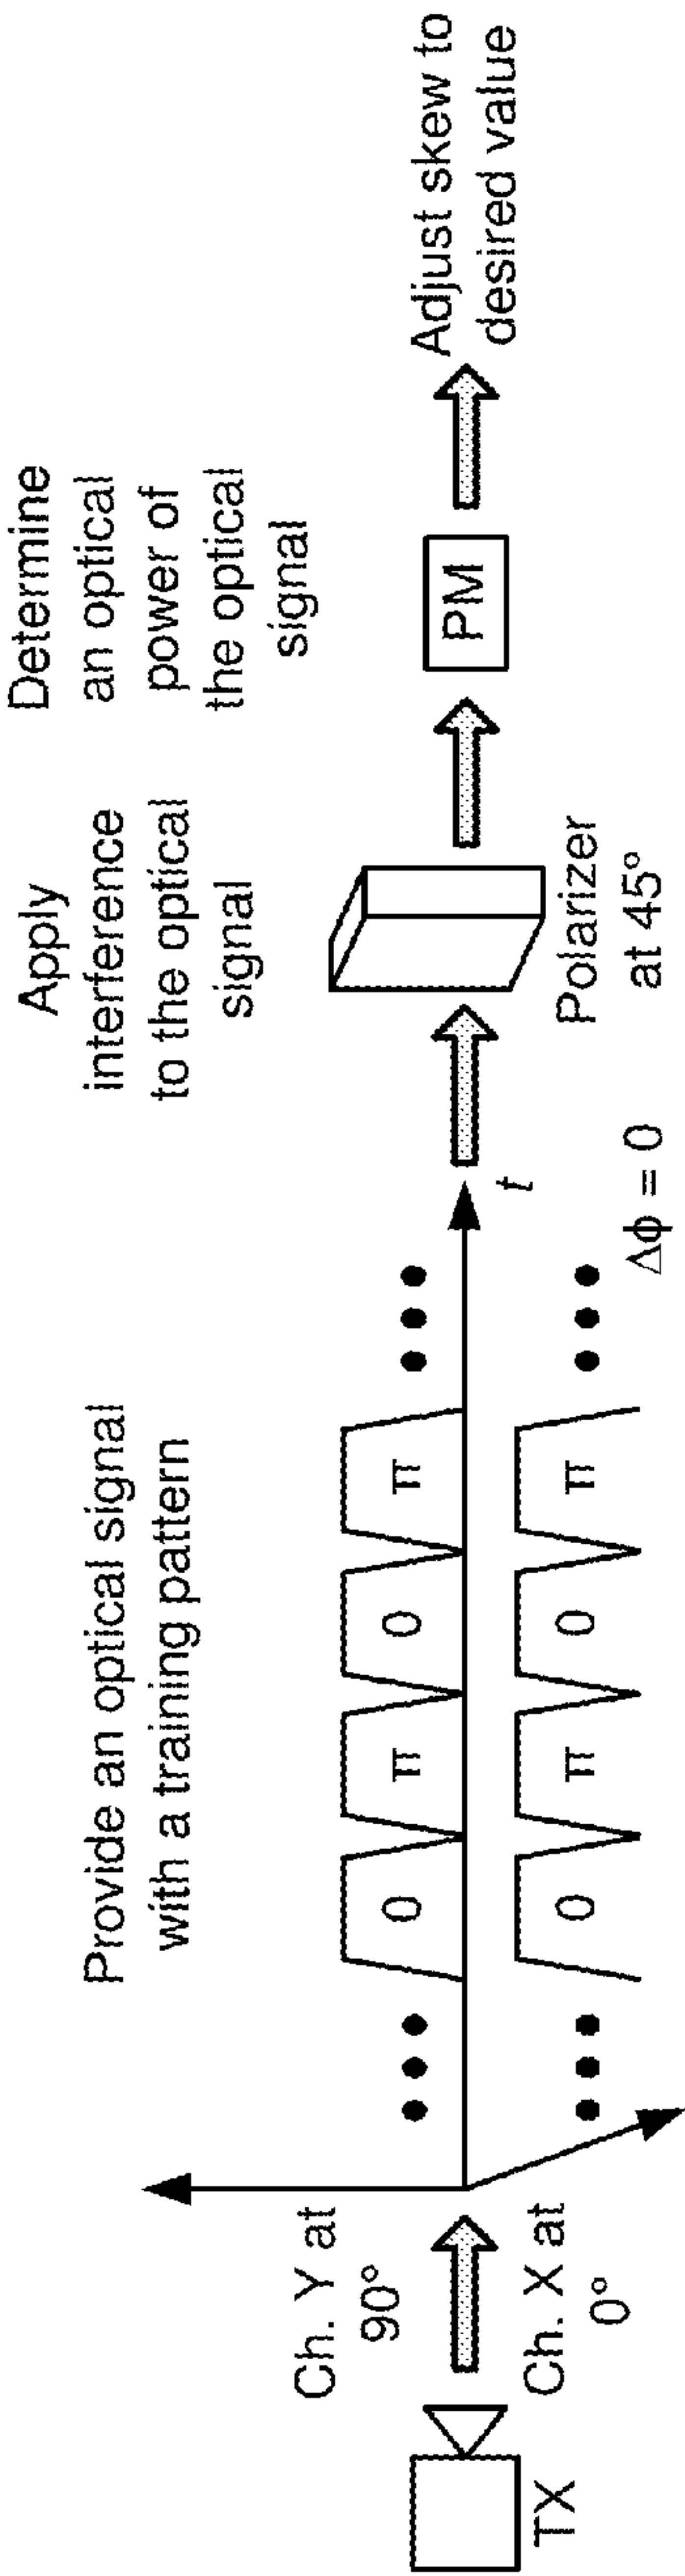 Provide an optical signal
with a training pattern
Apply
interference
to the optical
signal
Determine
an optical
power of
the optical
signal
Ch. Y at
90°
TX
Ch. X at
0°
0 π 0 π
0 π 0 π
t
Δϕ = 0
Polarizer
at 45°
PM
Adjust skew to
desired value